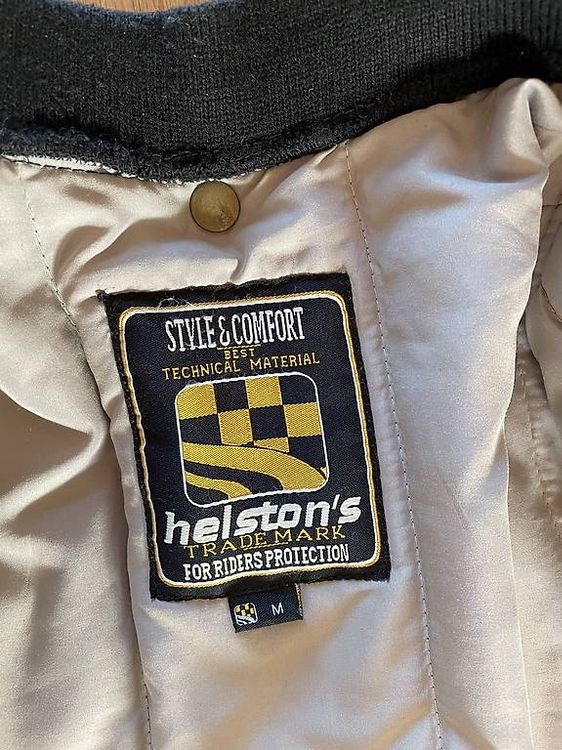 STYLE & COMFORT
BEST
TECHNICAL MATERIAL
helston's
TRADE MARK
FOR RIDERS PROTECTION
M